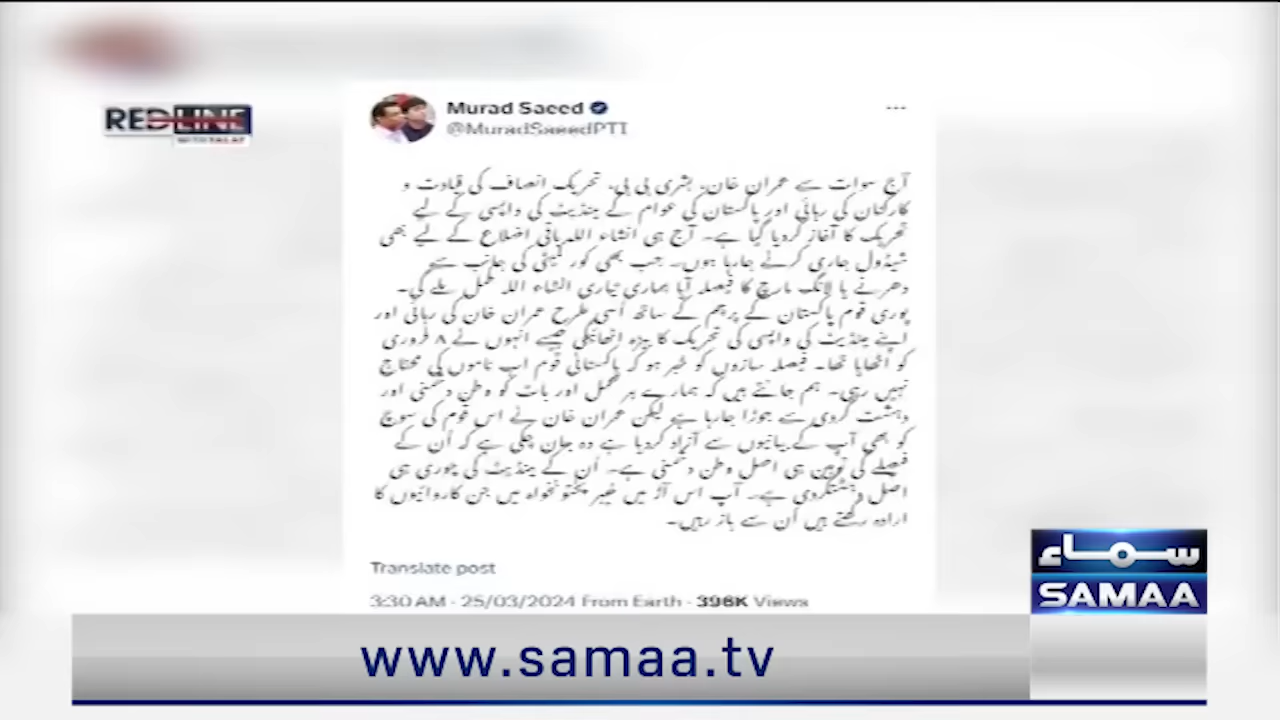 RED LINE
WITH TALAT
Murad Saeed
@MuradSaeedPTI
آج سوات سے عمران خان، بشری بی بی، تحریک انصاف کی قیادت و
کارکنان کی رہائی اور پاکستان کی عوام کے مینڈیٹ کی واپسی کے لیے
تحریک کا آغاز کردیا گیا ہے۔ آج ہی انشاء اللہ باقی اضلاع کے لیے بھی
شیڈول جاری کرنے جارہا ہوں۔ جب بھی کور کمیٹی کی جانب سے
دھرنے یا لانگ مارچ کا فیصلہ آیا ہماری تیاری انشاء اللہ مکمل ملے گی۔
پوری قوم پاکستان کے پرچم کے ساتھ اُسی طرح عمران خان کی رہائی اور
اپنے مینڈیٹ کی واپسی کی تحریک کا بیڑہ اٹھائیگی جیسے انہوں نے ۸ فروری
کو اُٹھایا تھا۔ فیصلہ سازوں کو خبر ہو کہ پاکستانی قوم اب ناموں کی محتاج
نہیں رہی۔ ہم جانتے ہیں کہ ہمارے ہر عمل اور بات کو وطن دشمنی اور
دہشت گردی سے جوڑا جارہا ہے لیکن عمران خان نے اس قوم کی سوچ
کو بھی آپ کے بیانیوں سے آزاد کردیا ہے وہ جان چکی ہے کہ اُن کے
فیصلے کی توہین ہی اصل وطن دشمنی ہے۔ اُن کے مینڈیٹ کی چوری ہی
اصل دہشتگردی ہے۔ آپ اس آڑ میں خیبر پختونخواہ میں جن کاروائیوں کا
ارادہ رکھتے ہیں اُن سے باز رہیں۔
Translate post
3:30 AM · 25/03/2024 From Earth · 396K Views
سماء
SAMAA
www.samaa.tv